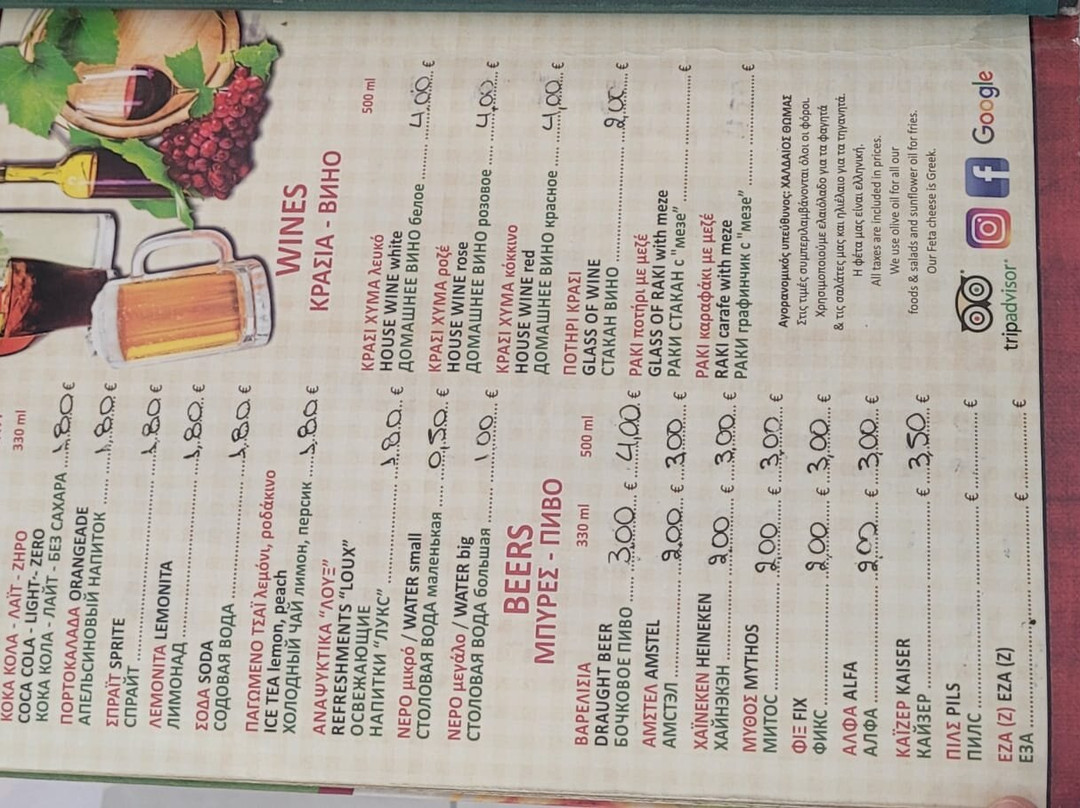 330 ml
ΚΟΚΑ ΚΟΛΑ - ΛΑΪΤ - ΖΗΡΟ
COCA COLA - LIGHT - ZERO
КОКА КОЛА - ЛАЙТ - БЕЗ САХАРА ..... 1,80 €
ΠΟΡΤΟΚΑΛΑΔΑ ORANGEADE
АПЕЛЬСИНОВЫЙ НАПИТОК ..... 1,80 €
ΣΠΡΑΪΤ SPRITE
СПРАЙТ ..... 1,80 €
ΛΕΜΟΝΙΤΑ LEMONITA
ЛИМОНАД ..... 1,80 €
ΣΟΔΑ SODA
СОДОВАЯ ВОДА ..... 1,80 €
ΠΑΓΩΜΕΝΟ ΤΣΑΪ λεμόνι, ροδάκινο
ICE TEA lemon, peach
ХОЛОДНЫЙ ЧАЙ лимон, персик ..... 1,80 €
ΑΝΑΨΥΚΤΙΚΑ "ΛΟΥΞ"
REFRESHMENTS "LOUX"
ОСВЕЖАЮЩИЕ
НАПИТКИ "ЛУКС" ..... 1,80 €
ΝΕΡΟ μικρό / WATER small
СТОЛОВАЯ ВОДА маленькая ..... 0,50 €
ΝΕΡΟ μεγάλο / WATER big
СТОЛОВАЯ ВОДА большая ..... 1,00 €
BEERS
ΜΠΥΡΕΣ - ПИВО
330 ml 500 ml
ΒΑΡΕΛΙΣΙΑ
DRAUGHT BEER
БОЧКОВОЕ ПИВО ..... 3,00 € 4,00 €
ΑΜΣΤΕΛ AMSTEL
АМСТЭЛ ..... 2,00 € 3,00 €
ΧΑΪΝΕΚΕΝ HEINEKEN
ХАЙНЭКЭН ..... 2,00 € 3,00 €
ΜΥΘΟΣ MYTHOS
МИТОС ..... 2,00 € 3,00 €
ΦΙΞ FIX
ФИКС ..... 2,00 € 3,00 €
ΑΛΦΑ ALFA
АЛФА ..... 2,00 € 3,00 €
ΚΑΪΖΕΡ KAISER
КАЙЗЕР ..... € 3,50 €
ΠΙΛΣ PILS
ПИЛС ..... € ..... €
ΕΖΑ (Ζ) EZA (Z)
ЕЗА ..... € ..... €
WINES
ΚΡΑΣΙΑ - ВИНО
500 ml
ΚΡΑΣΙ ΧΥΜΑ λευκό
HOUSE WINE white
ДОМАШНЕЕ ВИНО белое ..... 4,00 €
ΚΡΑΣΙ ΧΥΜΑ ροζέ
HOUSE WINE rose
ДОМАШНЕЕ ВИНО розовое ..... 4,00 €
ΚΡΑΣΙ ΧΥΜΑ κόκκινο
HOUSE WINE red
ДОМАШНЕЕ ВИНО красное ..... 4,00 €
ΠΟΤΗΡΙ ΚΡΑΣΙ
GLASS OF WINE
СТАКАН ВИНО ..... 2,00 €
ΡΑΚΙ ποτήρι με μεζέ
GLASS OF RAKI with meze
РАКИ СТАКАН с "мезе" ..... €
ΡΑΚΙ καραφάκι με μεζέ
RAKI carafe with meze
РАКИ графинчик с "мезе" ..... €
Αγορανομικός υπεύθυνος: ΧΑΛΔΑΙΟΣ ΘΩΜΑΣ
Στις τιμές συμπεριλαμβάνονται όλοι οι φόροι.
Χρησιμοποιούμε ελαιόλαδο για τα φαγητά
& τις σαλάτες μας και ηλιέλαιο για τα τηγανητά.
Η φέτα μας είναι ελληνική.
All taxes are included in prices.
We use olive oil for all our
foods & salads and sunflower oil for fries.
Our Feta cheese is Greek.
tripadvisor
Google